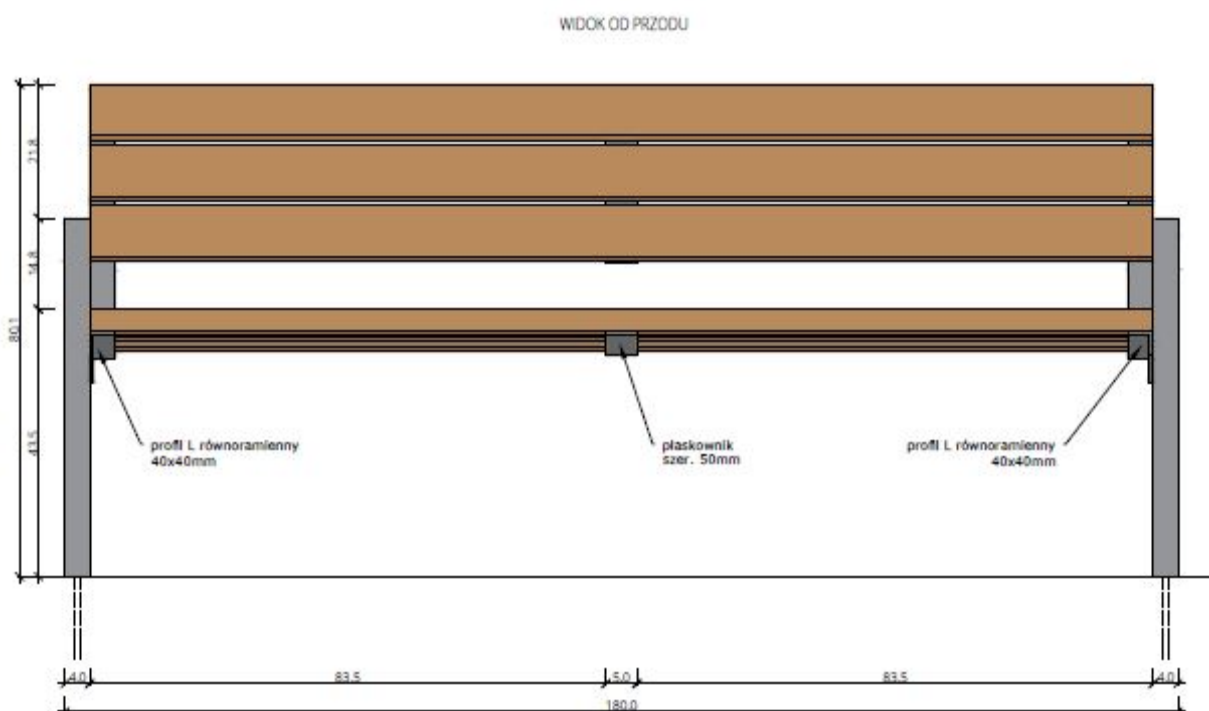 WIDOK OD PRZODU
21.8
14.8
80.1
43.5
profil L równoramienny
40x40mm
płaskownik
szer. 50mm
profil L równoramienny
40x40mm
4.0
83.5
5.0
83.5
4.0
180.0